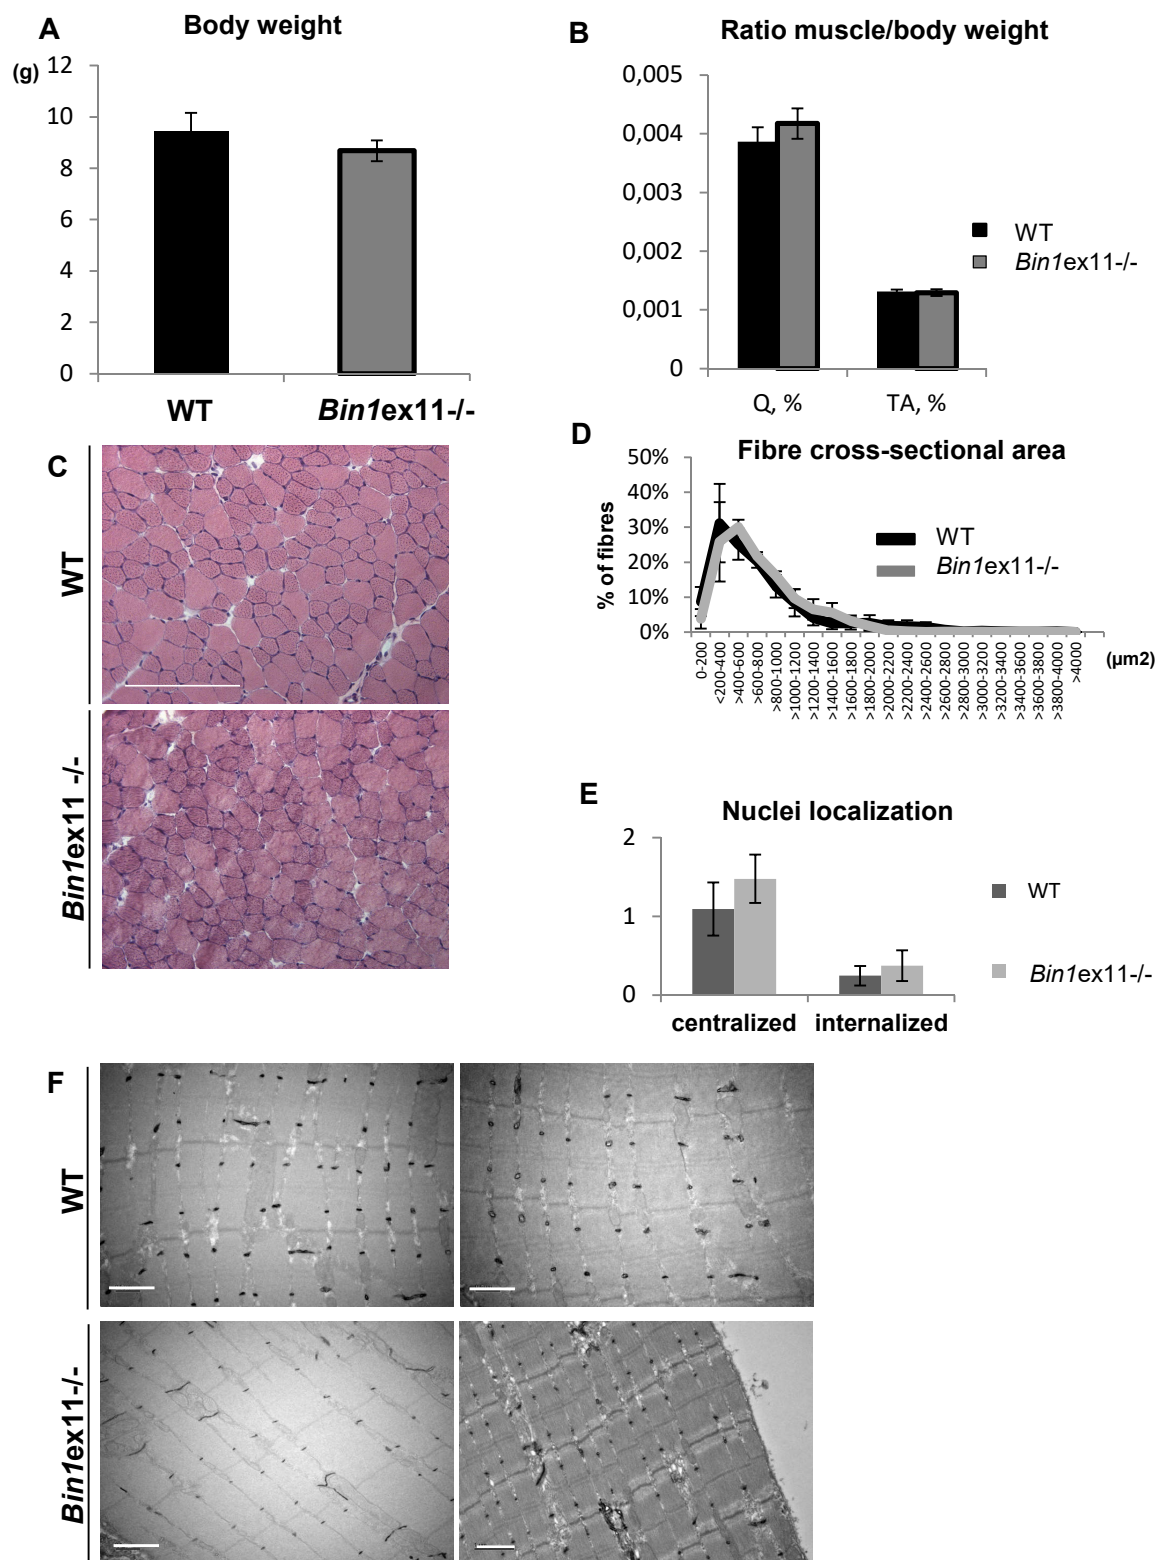 A
Body weight
(g)
12
10
8
6
4
2
0
WT
Bin1ex11-/-
B
Ratio muscle/body weight
0,005
0,004
0,003
0,002
0,001
0
Q, %
TA, %
WT
Bin1ex11-/-
C
WT
Bin1ex11 -/-
D
Fibre cross-sectional area
% of fibres
50%
40%
30%
20%
10%
0%
WT
Bin1ex11-/-
0-200
<200-400
>400-600
>600-800
>800-1000
>1000-1200
>1200-1400
>1400-1600
>1600-1800
>1800-2000
>2000-2200
>2200-2400
>2400-2600
>2600-2800
>2800-3000
>3000-3200
>3200-3400
>3400-3600
>3600-3800
>3800-4000
>4000
(µm2)
E
Nuclei localization
2
1
0
centralized
internalized
WT
Bin1ex11-/-
F
WT
Bin1ex11-/-